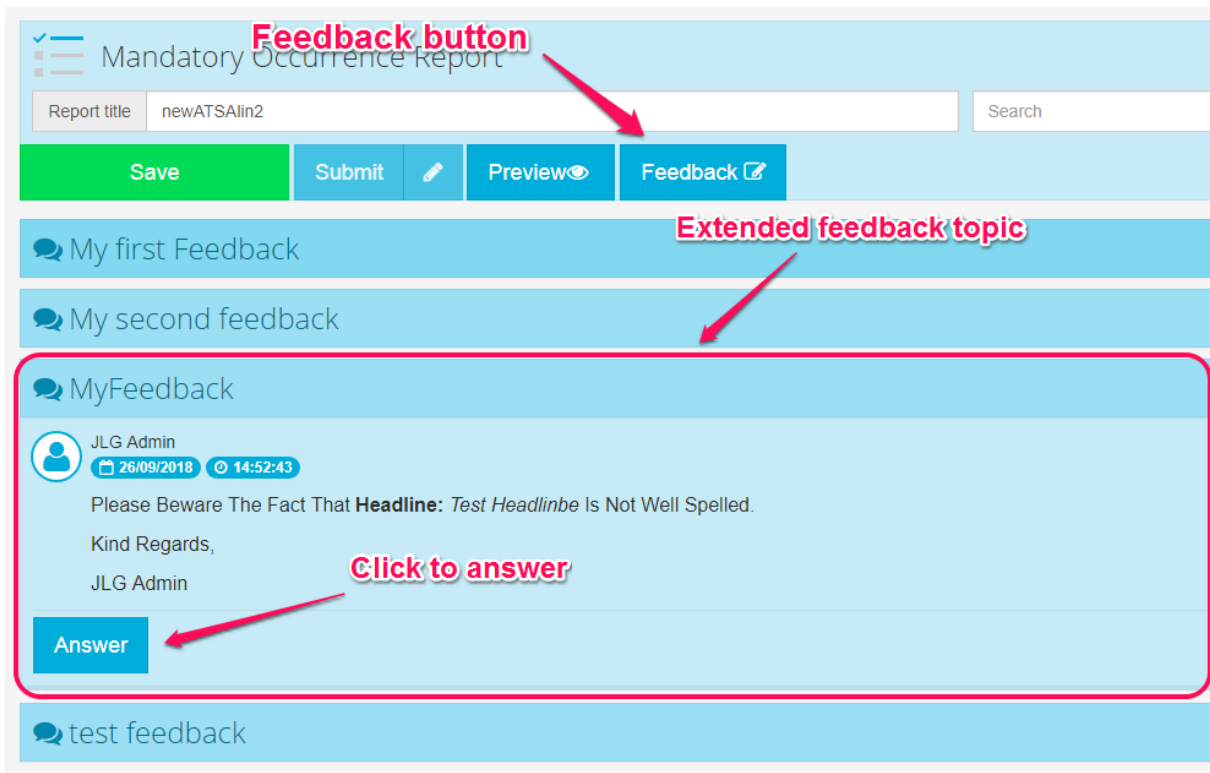 Feedback button
Mandatory Occurrence Report
Report title newATSAlin2 Search
Save Submit Preview Feedback
Extended feedback topic
My first Feedback
My second feedback
MyFeedback
JLG Admin
26/09/2018 14:52:43
Please Beware The Fact That Headline: Test Headlinbe Is Not Well Spelled.
Kind Regards,
Click to answer
JLG Admin
Answer
test feedback